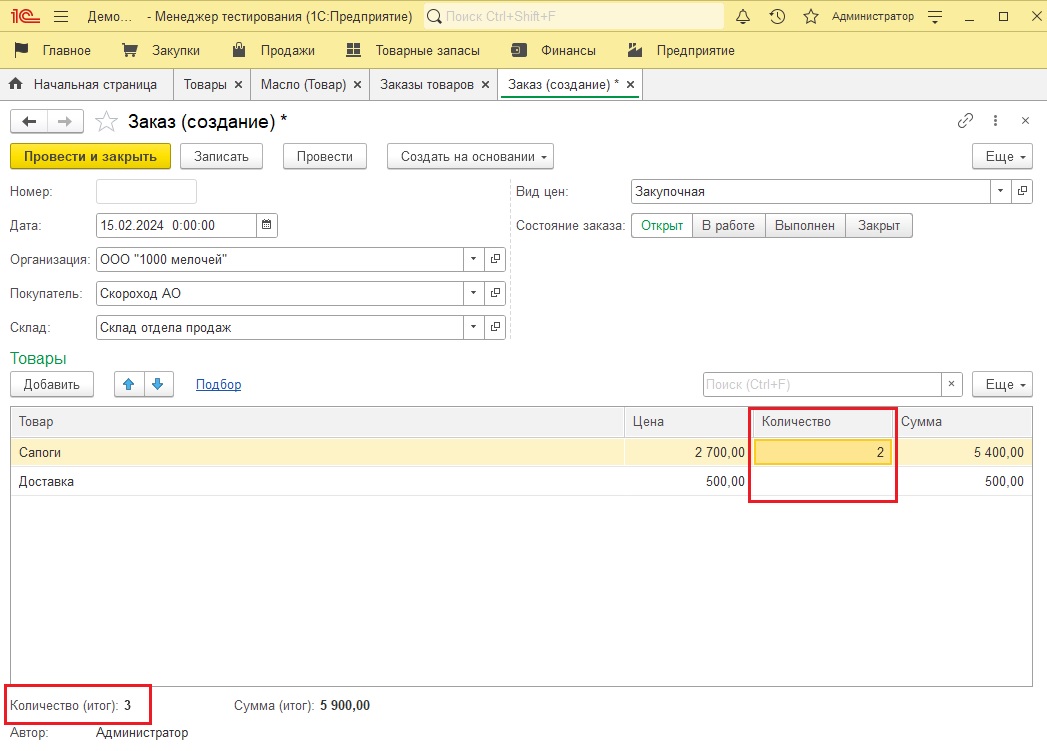 1С Демо... - Менеджер тестирования (1С:Предприятие) Поиск Ctrl+Shift+F Администратор
Главное Закупки Продажи Товарные запасы Финансы Предприятие
Начальная страница Товары × Масло (Товар) × Заказы товаров × Заказ (создание) * ×
Заказ (создание) *
Провести и закрыть Записать Провести Создать на основании Еще
Номер: Вид цен: Закупочная
Дата: 15.02.2024 0:00:00 Состояние заказа: Открыт В работе Выполнен Закрыт
Организация: ООО "1000 мелочей"
Покупатель: Скороход АО
Склад: Склад отдела продаж
Товары
Добавить Подбор Поиск (Ctrl+F) × Еще
Товар Цена Количество Сумма
Сапоги 2 700,00 2 5 400,00
Доставка 500,00 500,00
Количество (итог): 3 Сумма (итог): 5 900,00
Автор: Администратор